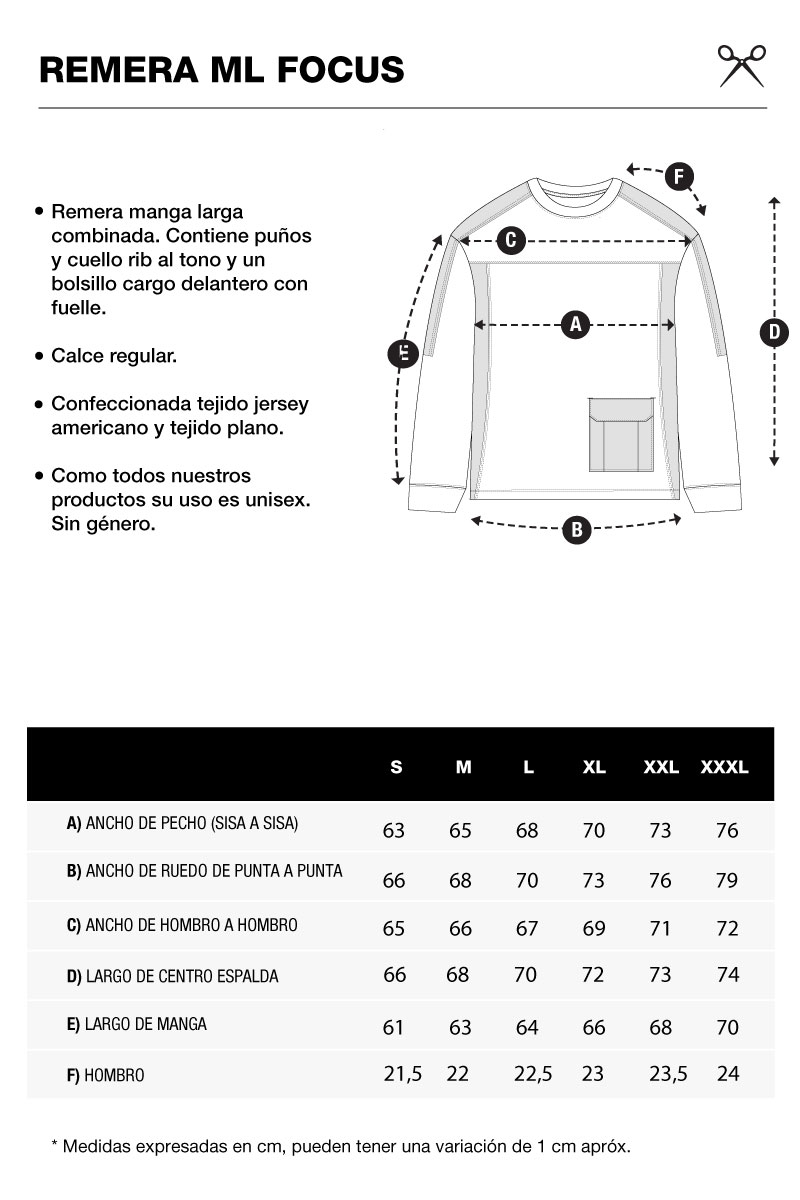 REMERA ML FOCUS
• Remera manga larga
combinada. Contiene puños
y cuello rib al tono y un
bolsillo cargo delantero con
fuelle.
• Calce regular.
• Confeccionada tejido jersey
americano y tejido plano.
• Como todos nuestros
productos su uso es unisex.
Sin género.
F
C
A
D
E
B
S M L XL XXL XXXL
A) ANCHO DE PECHO (SISA A SISA) 63 65 68 70 73 76
B) ANCHO DE RUEDO DE PUNTA A PUNTA 66 68 70 73 76 79
C) ANCHO DE HOMBRO A HOMBRO 65 66 67 69 71 72
D) LARGO DE CENTRO ESPALDA 66 68 70 72 73 74
E) LARGO DE MANGA 61 63 64 66 68 70
F) HOMBRO 21,5 22 22,5 23 23,5 24
* Medidas expresadas en cm, pueden tener una variación de 1 cm apróx.